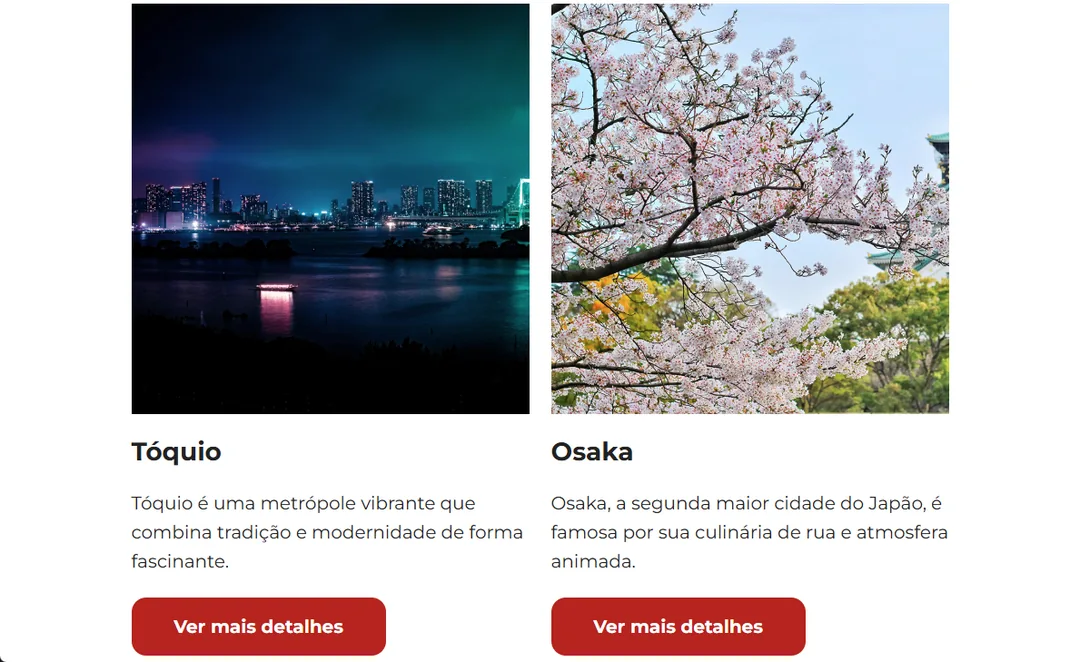 Tóquio
Tóquio é uma metrópole vibrante que
combina tradição e modernidade de forma
fascinante.
Ver mais detalhes
Osaka
Osaka, a segunda maior cidade do Japão, é
famosa por sua culinária de rua e atmosfera
animada.
Ver mais detalhes